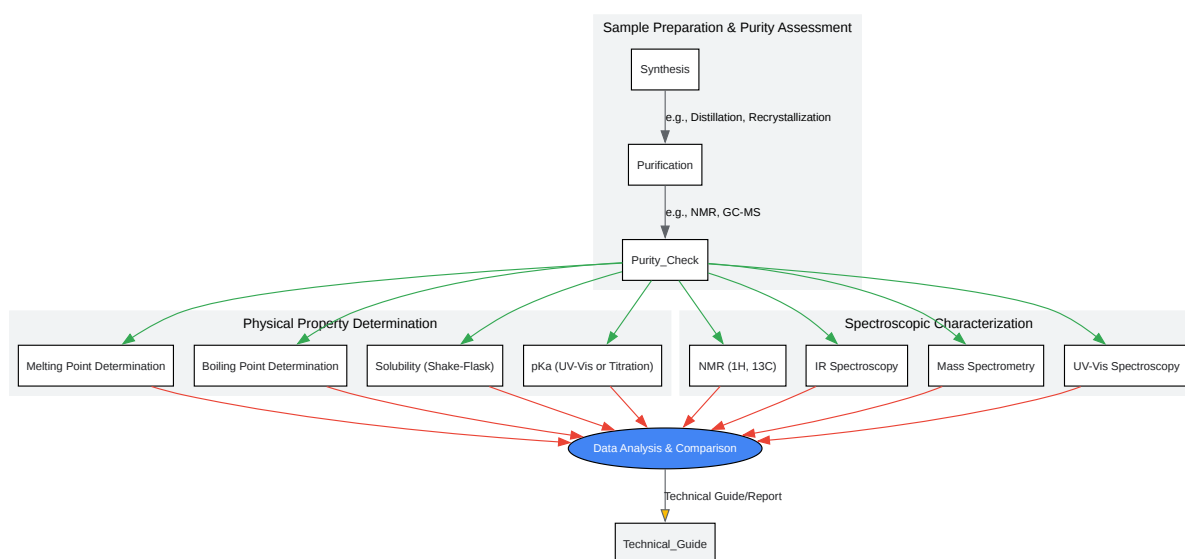 Sample Preparation & Purity Assessment
Synthesis
e.g., Distillation, Recrystallization
Purification
e.g., NMR, GC-MS
Purity_Check
Physical Property Determination
Spectroscopic Characterization
Melting Point Determination
Boiling Point Determination
Solubility (Shake-Flask)
pKa (UV-Vis or Titration)
NMR (1H, 13C)
IR Spectroscopy
Mass Spectrometry
UV-Vis Spectroscopy
Data Analysis & Comparison
Technical Guide/Report
Technical_Guide